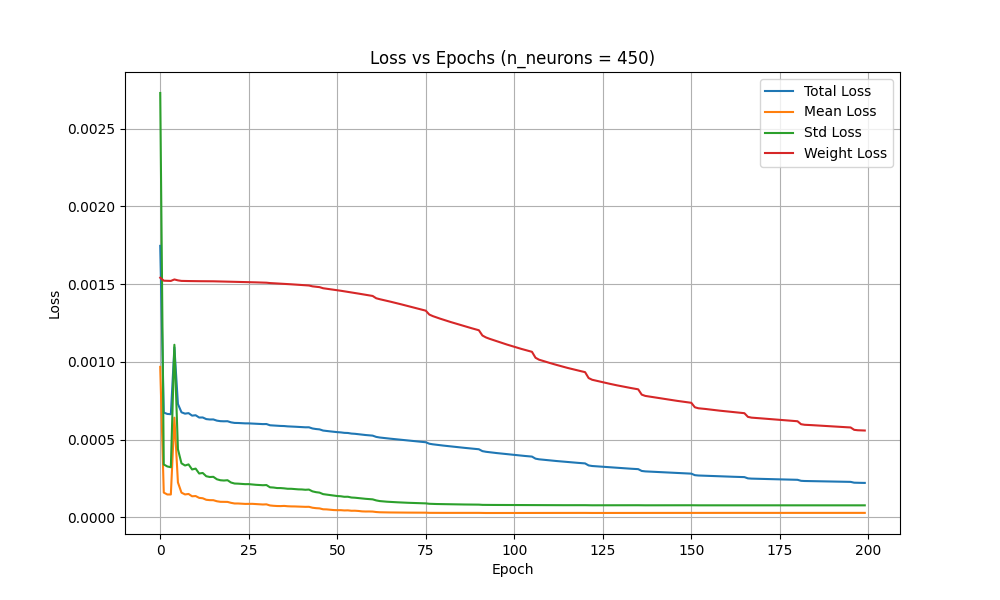 Loss vs Epochs (n_neurons = 450)
Total Loss
Mean Loss
Std Loss
Weight Loss
Loss
0.0025
0.0020
0.0015
0.0010
0.0005
0.0000
0 25 50 75 100 125 150 175 200
Epoch